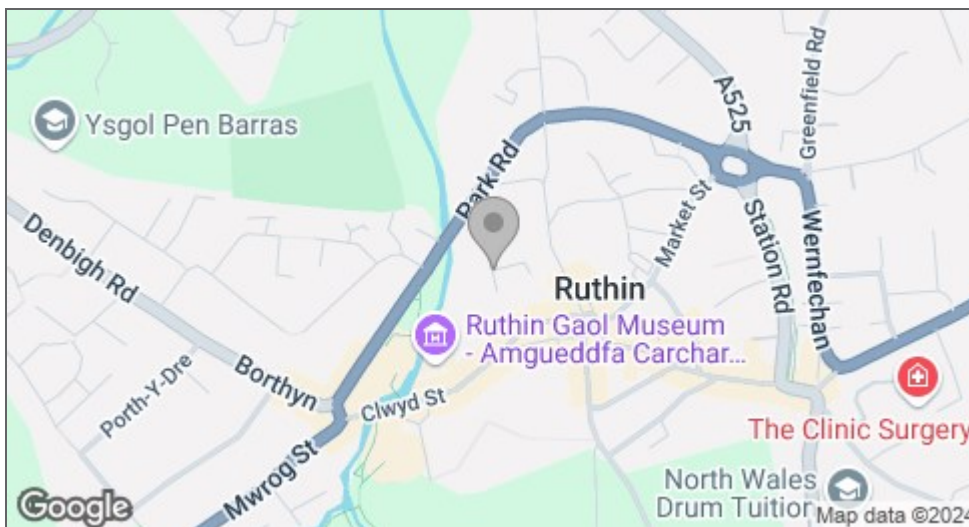 Ysgol Pen Barras
Park Rd
A525
Greenfield Rd
Market St
Station Rd
Wernfechan
Denbigh Rd
Ruthin
Ruthin Gaol Museum
- Amgueddfa Carchar...
Borthyn
Porth-Y-Dre
Clwyd St
Mwrog St
The Clinic Surgery
North Wales
Drum Tuition
Google
Map data ©2024